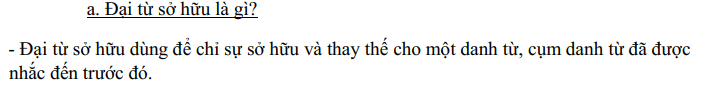 a. Đại từ sở hữu là gì?
- Đại từ sở hữu dùng để chỉ sự sở hữu và thay thế cho một danh từ, cụm danh từ đã được
nhắc đến trước đó.